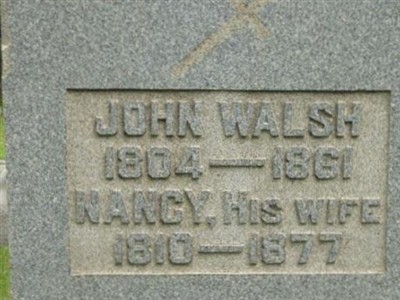 JOHN WALSH
1804—1861
NANCY, HIS WIFE
1810—1877